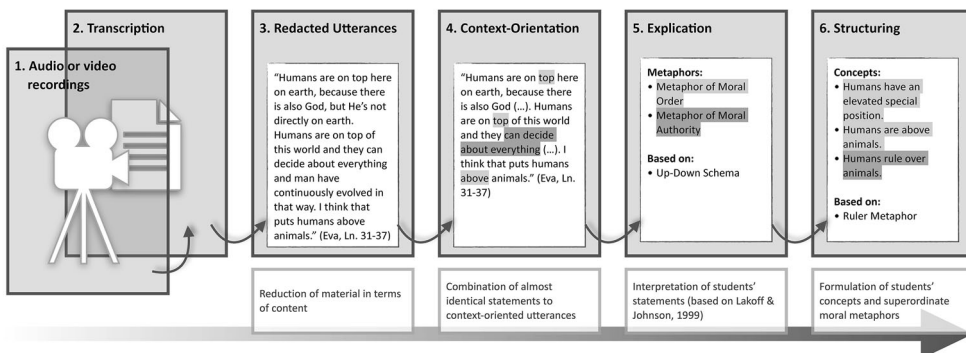 1. Audio or video
recordings
2. Transcription
3. Redacted Utterances
“Humans are on top here
on earth, because there
is also God, but He’s not
directly on earth.
Humans are on top of
this world and they can
decide about everything
and man have
continuously evolved in
that way. I think that
puts humans above
animals.” (Eva, Ln. 31-37)
Reduction of material in terms
of content
4. Context-Orientation
“Humans are on top here
on earth, because there
is also God (...). Humans
are on top of this world
and they can decide
about everything (...). I
think that puts humans
above animals.” (Eva, Ln.
31-37)
Combination of almost
identical statements to
context-oriented utterances
5. Explication
Metaphors:
• Metaphor of Moral
Order
• Metaphor of Moral
Authority
Based on:
• Up-Down Schema
Interpretation of students’
statements (based on Lakoff &
Johnson, 1999)
6. Structuring
Concepts:
• Humans have an
elevated special
position.
• Humans are above
animals.
• Humans rule over
animals.
Based on:
• Ruler Metaphor
Formulation of students’
concepts and superordinate
moral metaphors